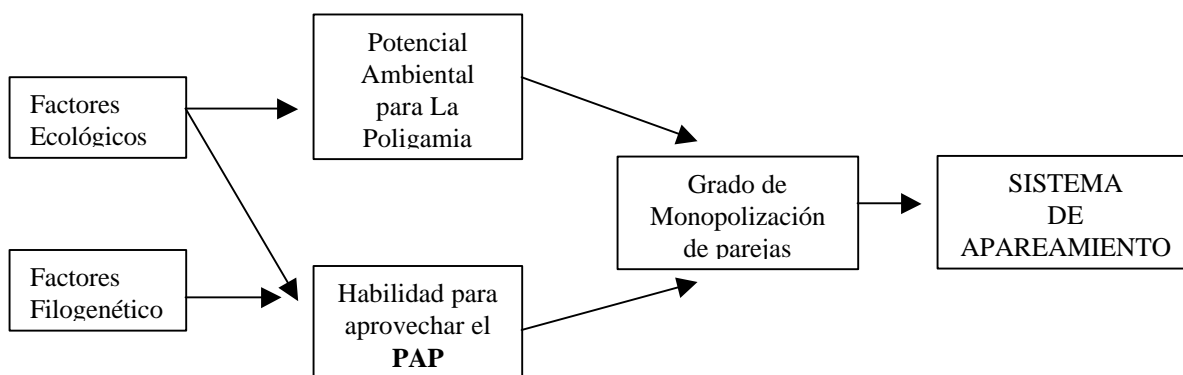 Potencial
Ambiental
para La
Poligamia
Factores
Ecológicos
Grado de
Monopolización
de parejas
SISTEMA
DE
APAREAMIENTO
Factores
Filogenético
Habilidad para
aprovechar el
PAP